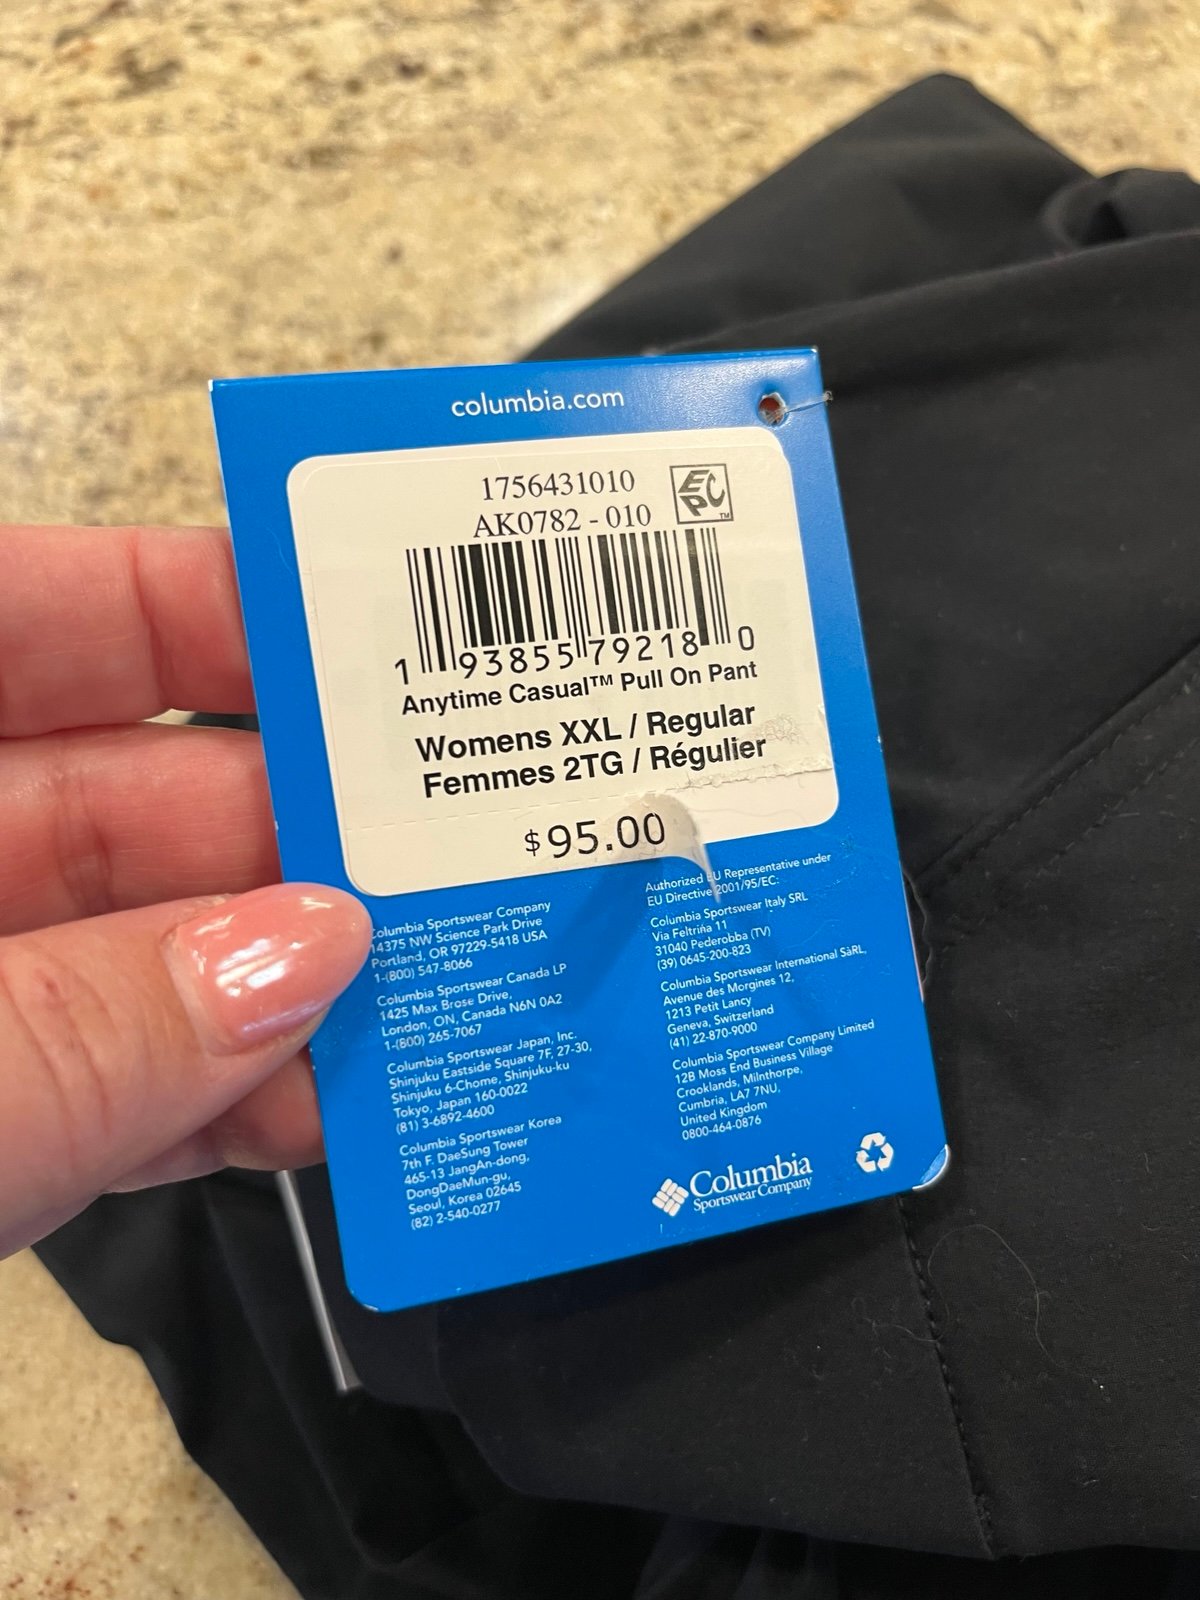 columbia.com
1756431010
AK0782 - 010
EPC
TM
1 93855 79218 0
Anytime Casual™ Pull On Pant
Womens XXL / Regular
Femmes 2TG / Régulier
$95.00
Columbia Sportswear Company
14375 NW Science Park Drive
Portland, OR 97229-5418 USA
1-(800) 547-8066
Columbia Sportswear Canada LP
1425 Max Brose Drive,
London, ON, Canada N6N 0A2
1-(800) 265-7067
Columbia Sportswear Japan, Inc.
Shinjuku Eastside Square 7F, 27-30,
Shinjuku 6-Chome, Shinjuku-ku
Tokyo, Japan 160-0022
(81) 3-6892-4600
Columbia Sportswear Korea
7th F. DaeSung Tower
465-13 JangAn-dong,
DongDaeMun-gu,
Seoul, Korea 02645
(82) 2-540-0277
Authorized EU Representative under
EU Directive 2001/95/EC:
Columbia Sportswear Italy SRL
Via Feltrina 11
31040 Pederobba (TV)
(39) 0645-200-823
Columbia Sportswear International SàRL,
Avenue des Morgines 12,
1213 Petit Lancy
Geneva, Switzerland
(41) 22-870-9000
Columbia Sportswear Company Limited
12B Moss End Business Village
Crooklands, Milnthorpe,
Cumbria, LA7 7NU,
United Kingdom
0800-464-0876
Columbia
Sportswear Company